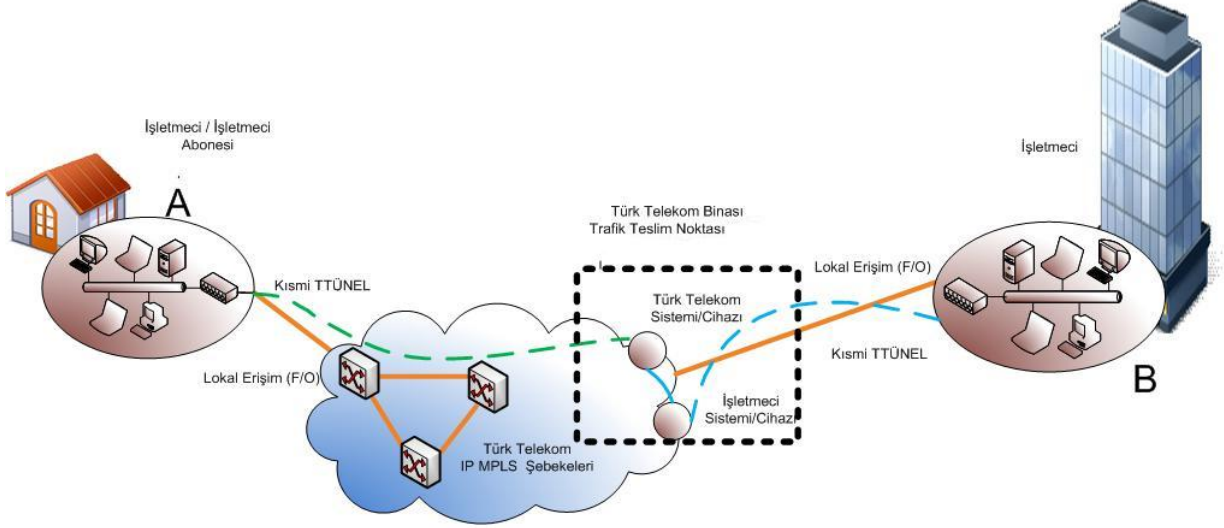 İşletmeci / İşletmeci
Abonesi
A
Kısmi TTÜNEL
Lokal Erişim (F/O)
Türk Telekom
IP MPLS Şebekeleri
Türk Telekom Binası
Trafik Teslim Noktası
Türk Telekom
Sistemi/Cihazı
İşletmeci
Sistemi/Cihazı
Lokal Erişim (F/O)
Kısmi TTÜNEL
İşletmeci
B